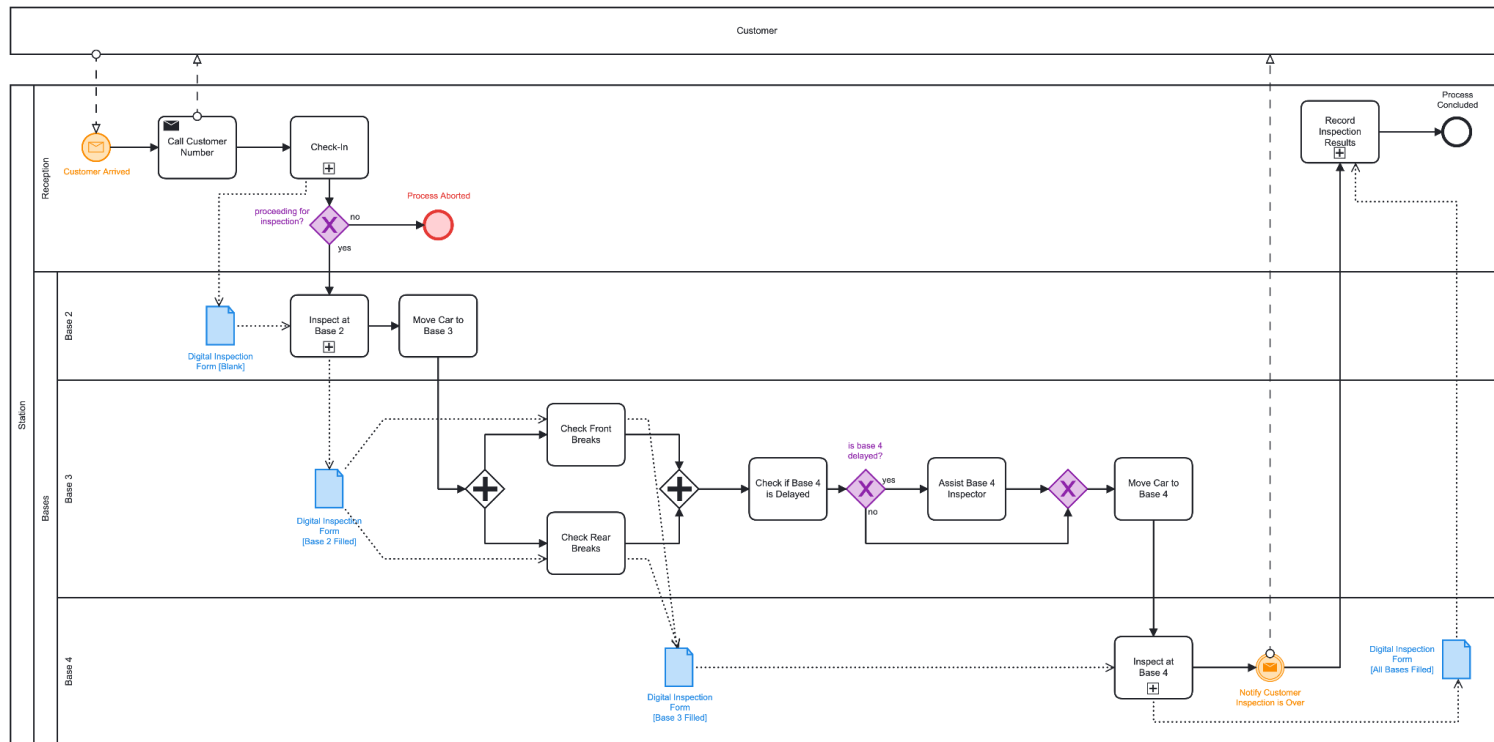 Customer
Process
Concluded
Station
Reception
Customer Arrived
Call Customer
Number
Check-In
proceeding for
inspection?
no
yes
Process Aborted
Record
Inspection
Results
Bases
Base 2
Digital Inspection
Form [Blank]
Inspect at
Base 2
Move Car to
Base 3
Base 3
Digital Inspection
Form
[Base 2 Filled]
Check Front
Breaks
Check Rear
Breaks
Check if Base 4
is Delayed
is base 4
delayed?
yes
no
Assist Base 4
Inspector
Move Car to
Base 4
Base 4
Digital Inspection
Form
[Base 3 Filled]
Inspect at
Base 4
Notify Customer
Inspection is Over
Digital Inspection
Form
[All Bases Filled]